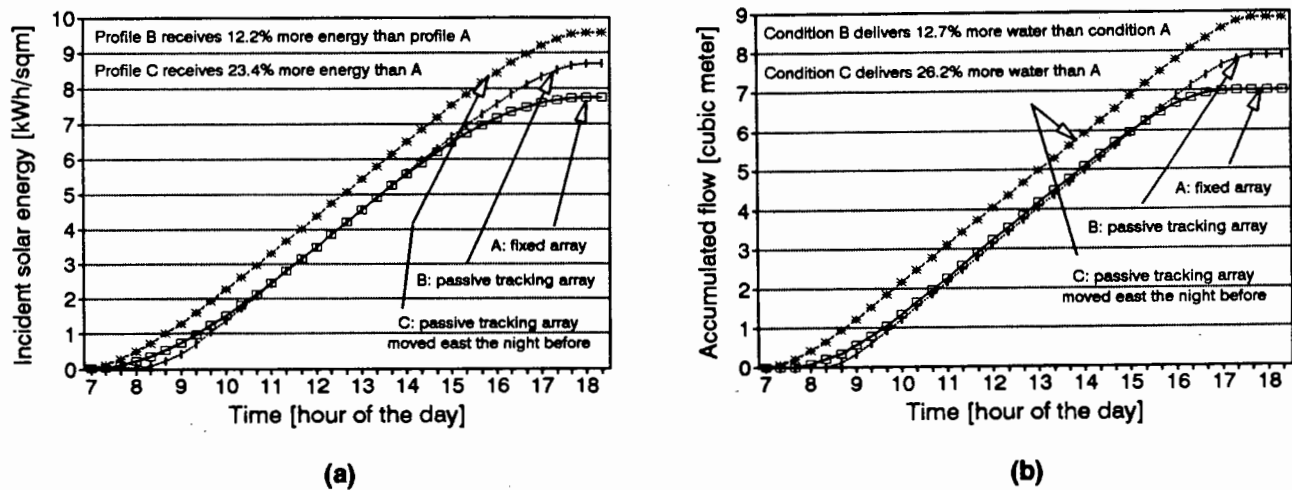 Incident solar energy [kWh/sqm]
10
9
8
7
6
5
4
3
2
1
0
Profile B receives 12.2% more energy than profile A
Profile C receives 23.4% more energy than A
A: fixed array
B: passive tracking array
C: passive tracking array
moved east the night before
7 8 9 10 11 12 13 14 15 16 17 18
Time [hour of the day]
(a)
Accumulated flow [cubic meter]
9
8
7
6
5
4
3
2
1
0
Condition B delivers 12.7% more water than condition A
Condition C delivers 26.2% more water than A
A: fixed array
B: passive tracking array
C: passive tracking array
moved east the night before
7 8 9 10 11 12 13 14 15 16 17 18
Time [hour of the day]
(b)